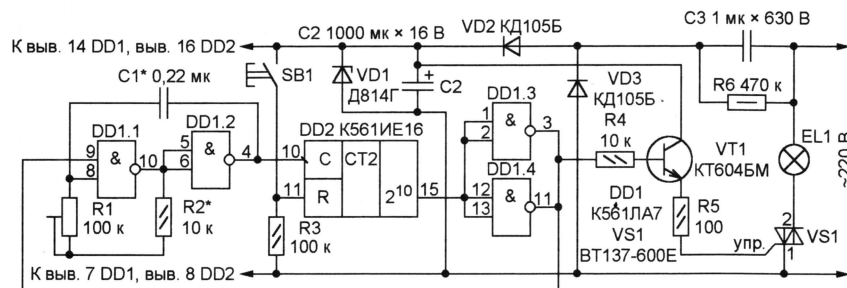 К выв. 14 DD1, выв. 16 DD2
C2 1000 мк × 16 В
VD2 КД105Б
C3 1 мк × 630 В
C1* 0,22 мк
SB1
VD1
Д814Г
+
C2
VD3
КД105Б
R6 470 к
DD1.1
9
8
&
10
DD1.2
5
6
&
4
DD2 К561ИЕ16
10
C
CT2
11
R
2¹⁰
15
DD1.3
1
2
&
3
DD1.4
12
13
&
11
R4
10 к
VT1
КТ604БМ
EL1
~220 В
R1
100 к
R2*
10 к
R3
100 к
DD1
К561ЛА7
VS1
BT137-600E
R5
100
упр.
2
1
VS1
К выв. 7 DD1, выв. 8 DD2